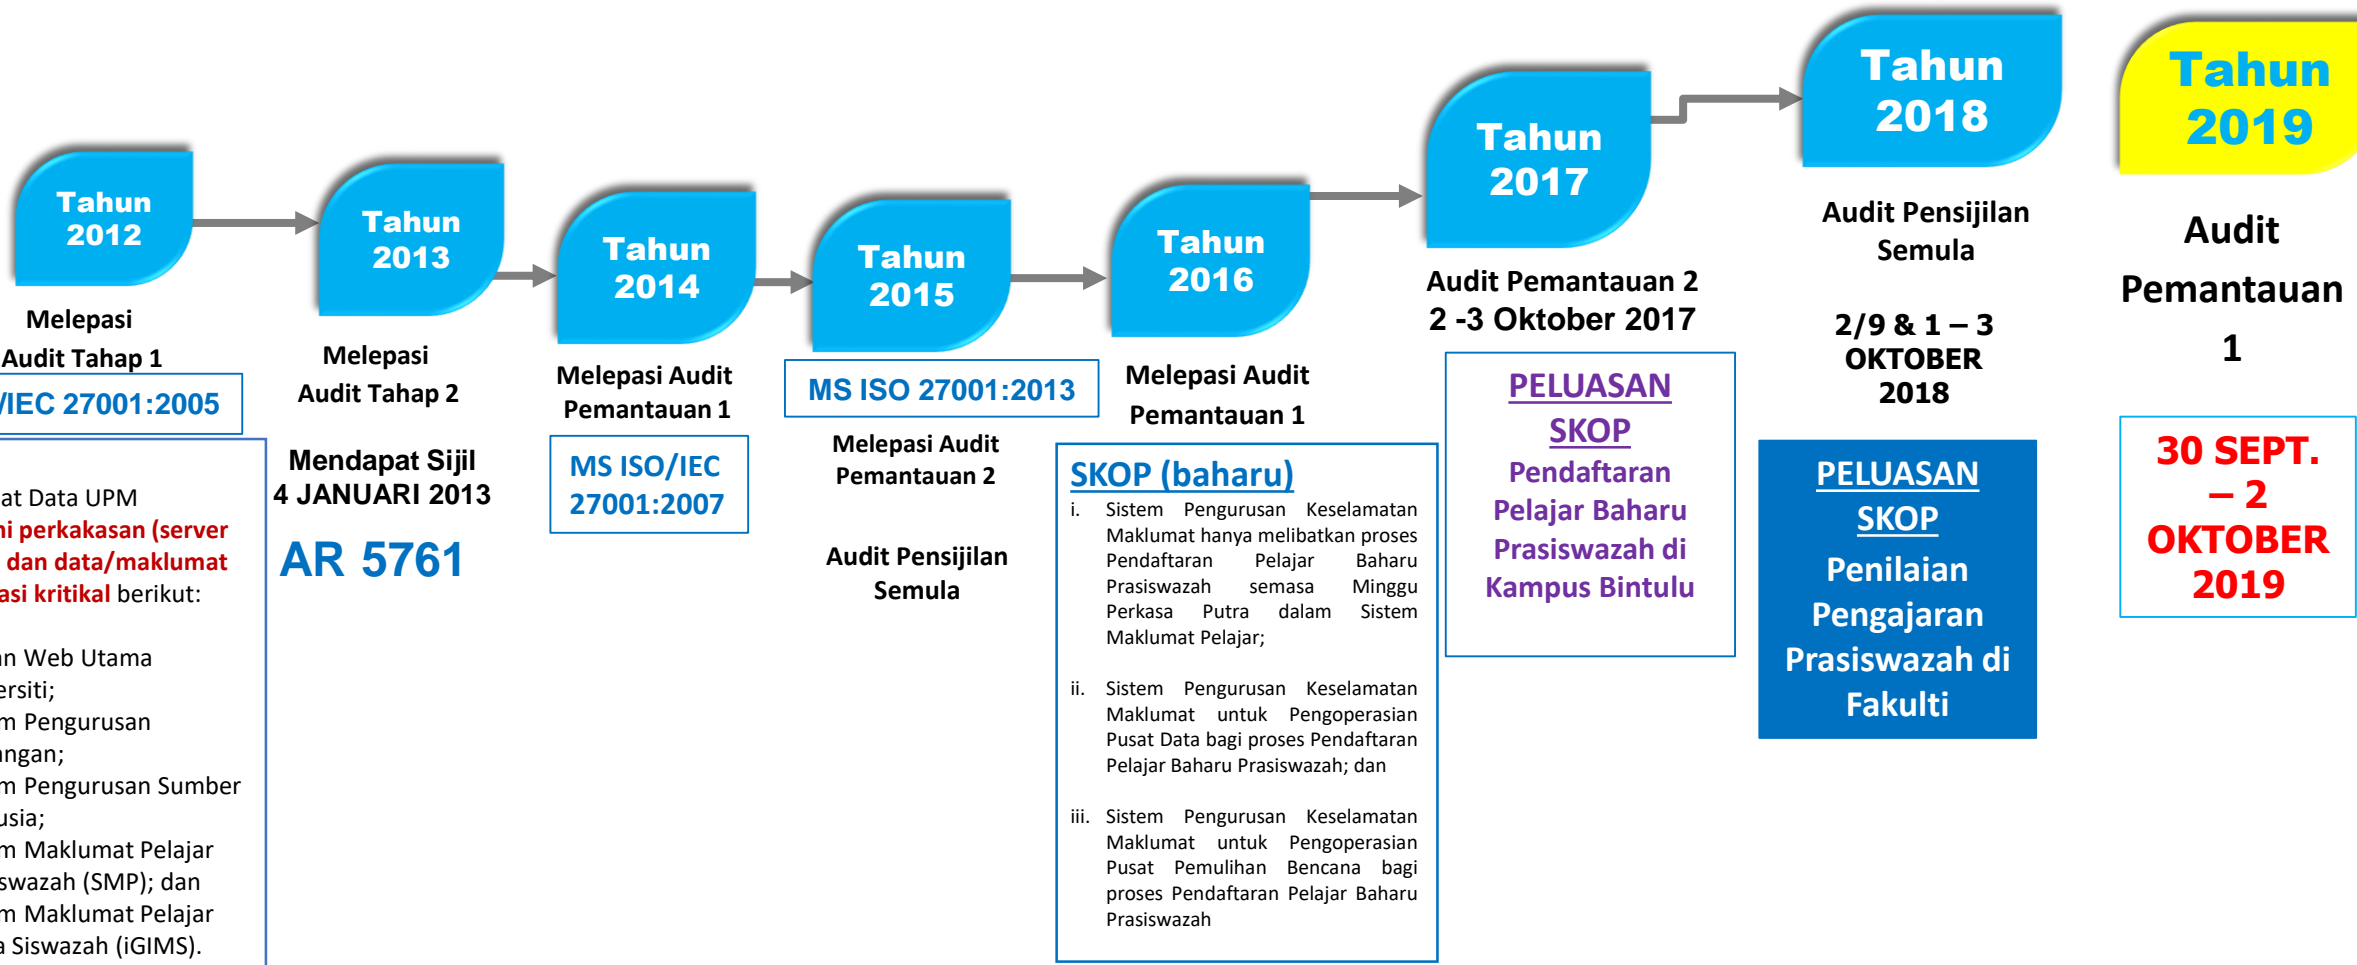 Tahun
2012
Melepasi
Audit Tahap 1
/IEC 27001:2005
at Data UPM
ni perkakasan (server
dan data/maklumat
asi kritikal berikut:
an Web Utama
ersiti;
m Pengurusan
angan;
m Pengurusan Sumber
usia;
m Maklumat Pelajar
swazah (SMP); dan
m Maklumat Pelajar
a Siswazah (iGIMS).
Tahun
2013
Melepasi
Audit Tahap 2
Mendapat Sijil
4 JANUARI 2013
AR 5761
Tahun
2014
Melepasi Audit
Pemantauan 1
MS ISO/IEC
27001:2007
Tahun
2015
MS ISO 27001:2013
Melepasi Audit
Pemantauan 2
Audit Pensijilan
Semula
Tahun
2016
Melepasi Audit
Pemantauan 1
SKOP (baharu)
i. Sistem Pengurusan Keselamatan
Maklumat hanya melibatkan proses
Pendaftaran Pelajar Baharu
Prasiswazah semasa Minggu
Perkasa Putra dalam Sistem
Maklumat Pelajar;
ii. Sistem Pengurusan Keselamatan
Maklumat untuk Pengoperasian
Pusat Data bagi proses Pendaftaran
Pelajar Baharu Prasiswazah; dan
iii. Sistem Pengurusan Keselamatan
Maklumat untuk Pengoperasian
Pusat Pemulihan Bencana bagi
proses Pendaftaran Pelajar Baharu
Prasiswazah
Tahun
2017
Audit Pemantauan 2
2 -3 Oktober 2017
PELUASAN
SKOP
Pendaftaran
Pelajar Baharu
Prasiswazah di
Kampus Bintulu
Tahun
2018
Audit Pensijilan
Semula
2/9 & 1 – 3
OKTOBER
2018
PELUASAN
SKOP
Penilaian
Pengajaran
Prasiswazah di
Fakulti
Tahun
2019
Audit
Pemantauan
1
30 SEPT.
– 2
OKTOBER
2019